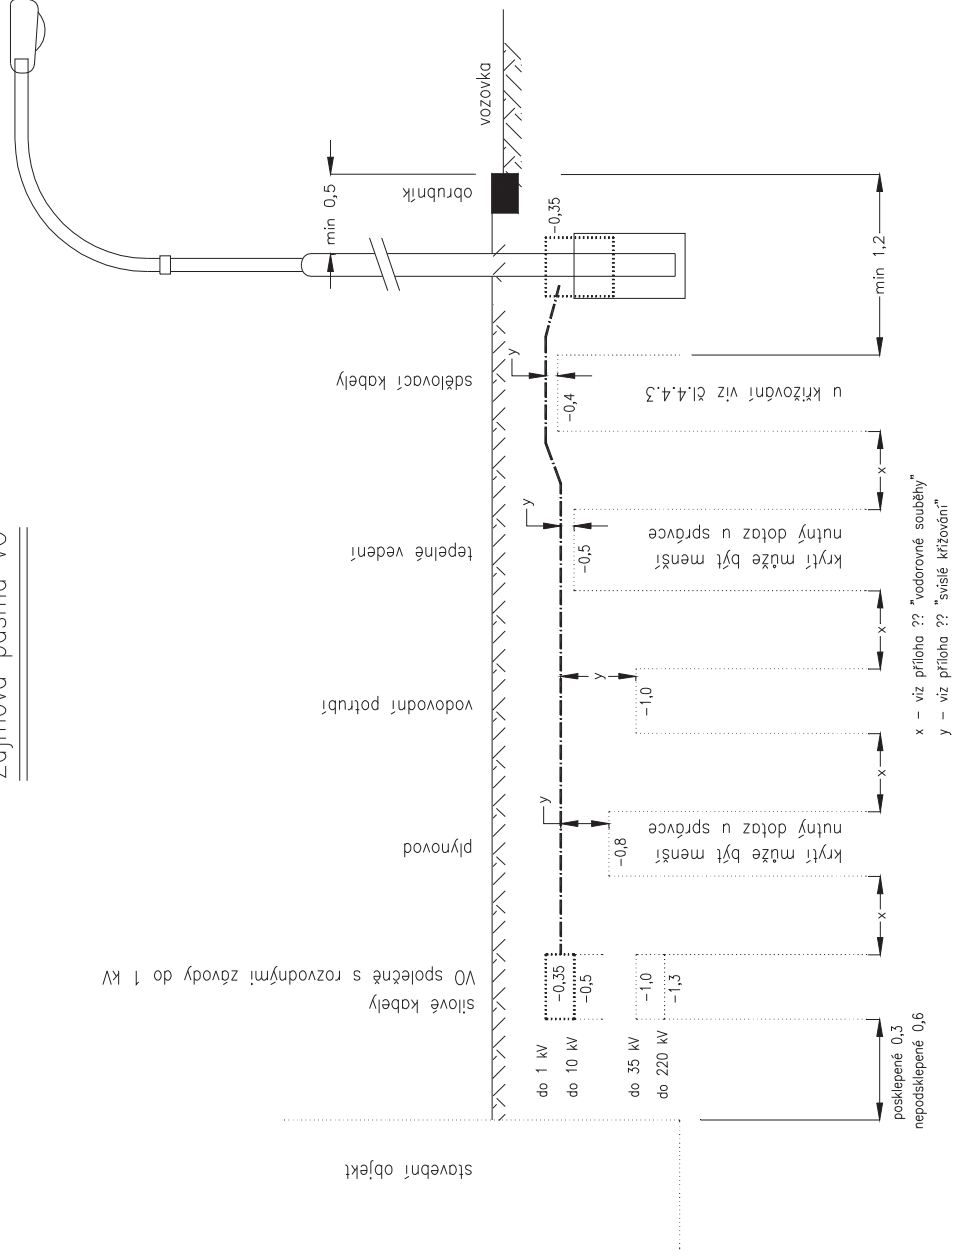 Zájmová pásma VO
vozovka
obrubník
min 0,5
-0,35
min 1,2
sdělovací kabely
y
-0,4
u křižování viz čl.4.4.3
x
tepelné vedení
y
-0,5
krytí může být menší
nutný dotaz u správce
x
vodovodní potrubí
y
-1,0
x
plynovod
y
-0,8
krytí může být menší
nutný dotaz u správce
x
silové kabely
VO společně s rozvodnými závody do 1 kV
-0,35
-0,5
-1,0
-1,3
do 1 kV
do 10 kV
do 35 kV
do 220 kV
posklepené 0,3
nepodsklepené 0,6
stavební objekt
x – viz příloha ?? "vodorovné souběhy"
y – viz příloha ?? "svislé křižování"